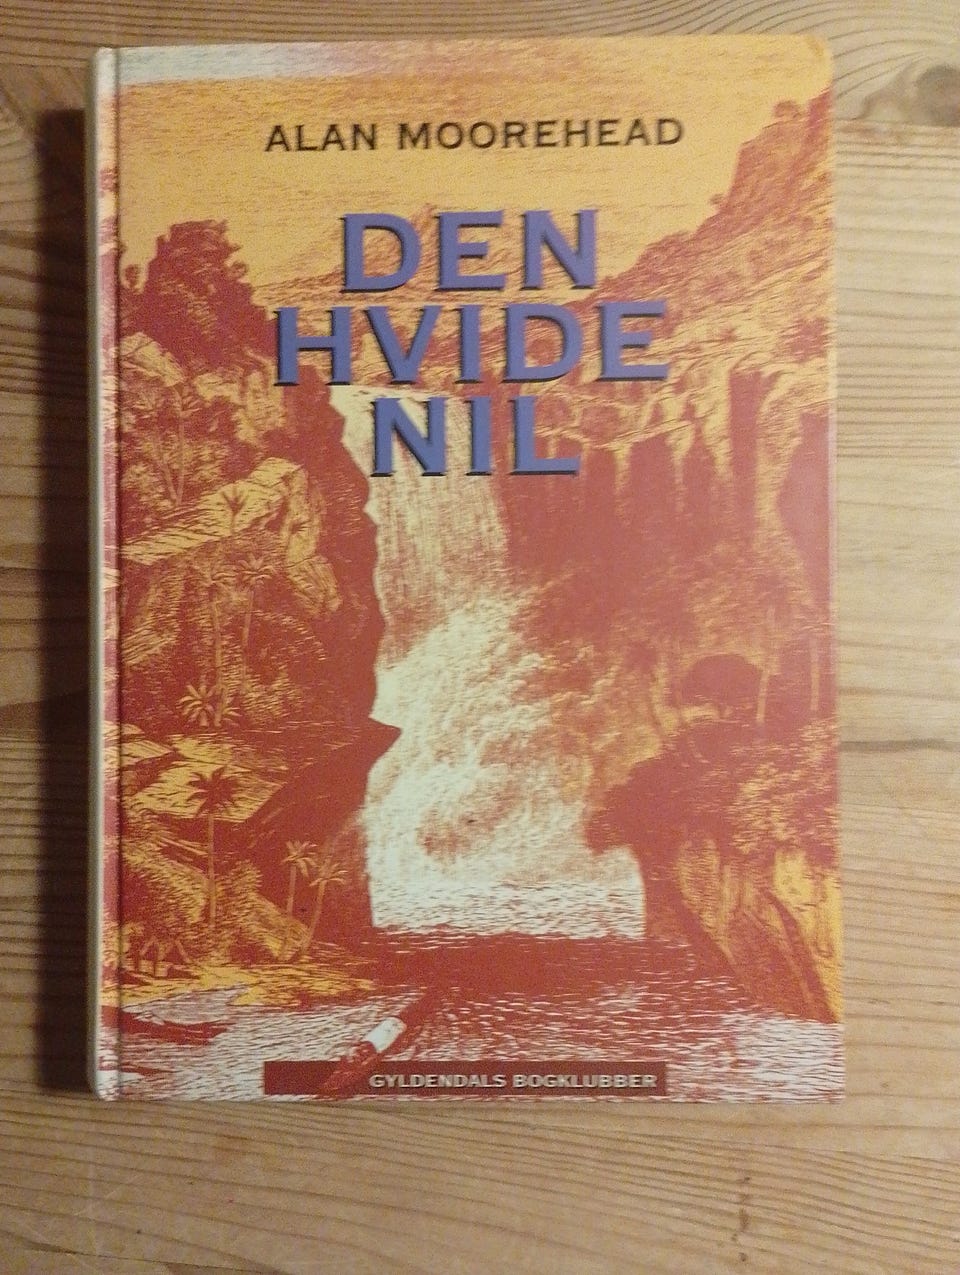 ALAN MOOREHEAD
DEN
HVIDE
NIL
GYLDENDALS BOGKLUBBER